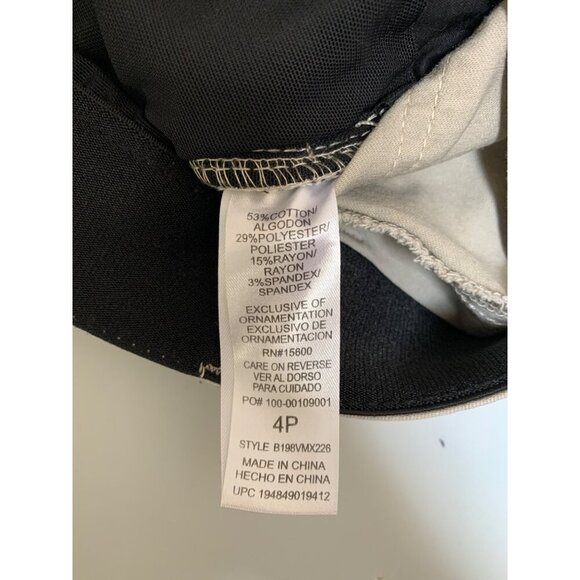 53%COTTON/
ALGODON
29%POLYESTER/
POLIESTER
15%RAYON/
RAYON
3%SPANDEX/
SPANDEX
EXCLUSIVE OF
ORNAMENTATION
EXCLUSIVO DE
ORNAMENTACION
RN#15600
CARE ON REVERSE
VER AL DORSO
PARA CUIDADO
PO# 100-00109001
4P
STYLE B198VMX226
MADE IN CHINA
HECHO EN CHINA
UPC 194849019412